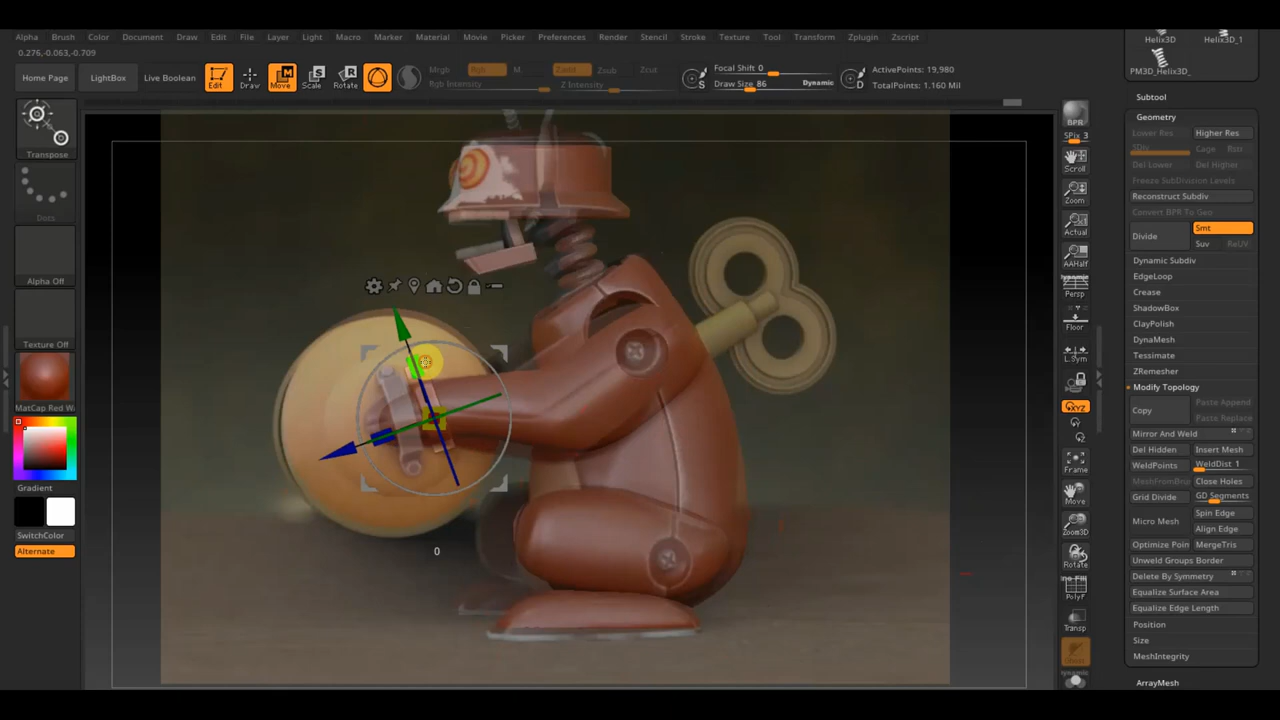 Helix3D
Helix3D_1
PM3D_Helix3D_
Alpha Brush Color Document Draw Edit File Layer Light Macro Marker Material Movie Picker Preferences Render Stencil Stroke Texture Tool Transform Zplugin Zscript
0.276,-0.063,-0.709
Home Page
LightBox
Live Boolean
Edit
Draw
Move
Scale
Rotate
Mrgb
Rgb
M
Rgb Intensity
Zadd
Zsub
Zcut
Z Intensity
S
Focal Shift 0
Draw Size 86
Dynamic
D
ActivePoints: 19,980
TotalPoints: 1.160 Mil
Transpose
Dots
Alpha Off
Texture Off
MatCap Red Wa
Gradient
SwitchColor
Alternate
0
BPR
SPix 3
Scroll
Zoom
Actual
AAHalf
Dynamic
Persp
Floor
L.Sym
XYZ
Y
Z
Frame
Move
Zoom3D
Rotate
PolyF
Transp
Dynamic
Subtool
Geometry
Lower Res
Higher Res
SDiv
Cage
Rstr
Del Lower
Del Higher
Freeze SubDivision Levels
Reconstruct Subdiv
Convert BPR To Geo
Divide
Smt
Suv
ReUV
Dynamic Subdiv
EdgeLoop
Crease
ShadowBox
ClayPolish
DynaMesh
Tessimate
ZRemesher
Modify Topology
Copy
Paste Append
Paste Replace
Mirror And Weld
Del Hidden
Insert Mesh
WeldPoints
WeldDist 1
MeshFromBrus
Close Holes
Grid Divide
GD Segments
Micro Mesh
Spin Edge
Align Edge
Optimize Poin
MergeTris
Unweld Groups Border
Delete By Symmetry
Equalize Surface Area
Equalize Edge Length
Position
Size
MeshIntegrity
ArrayMesh